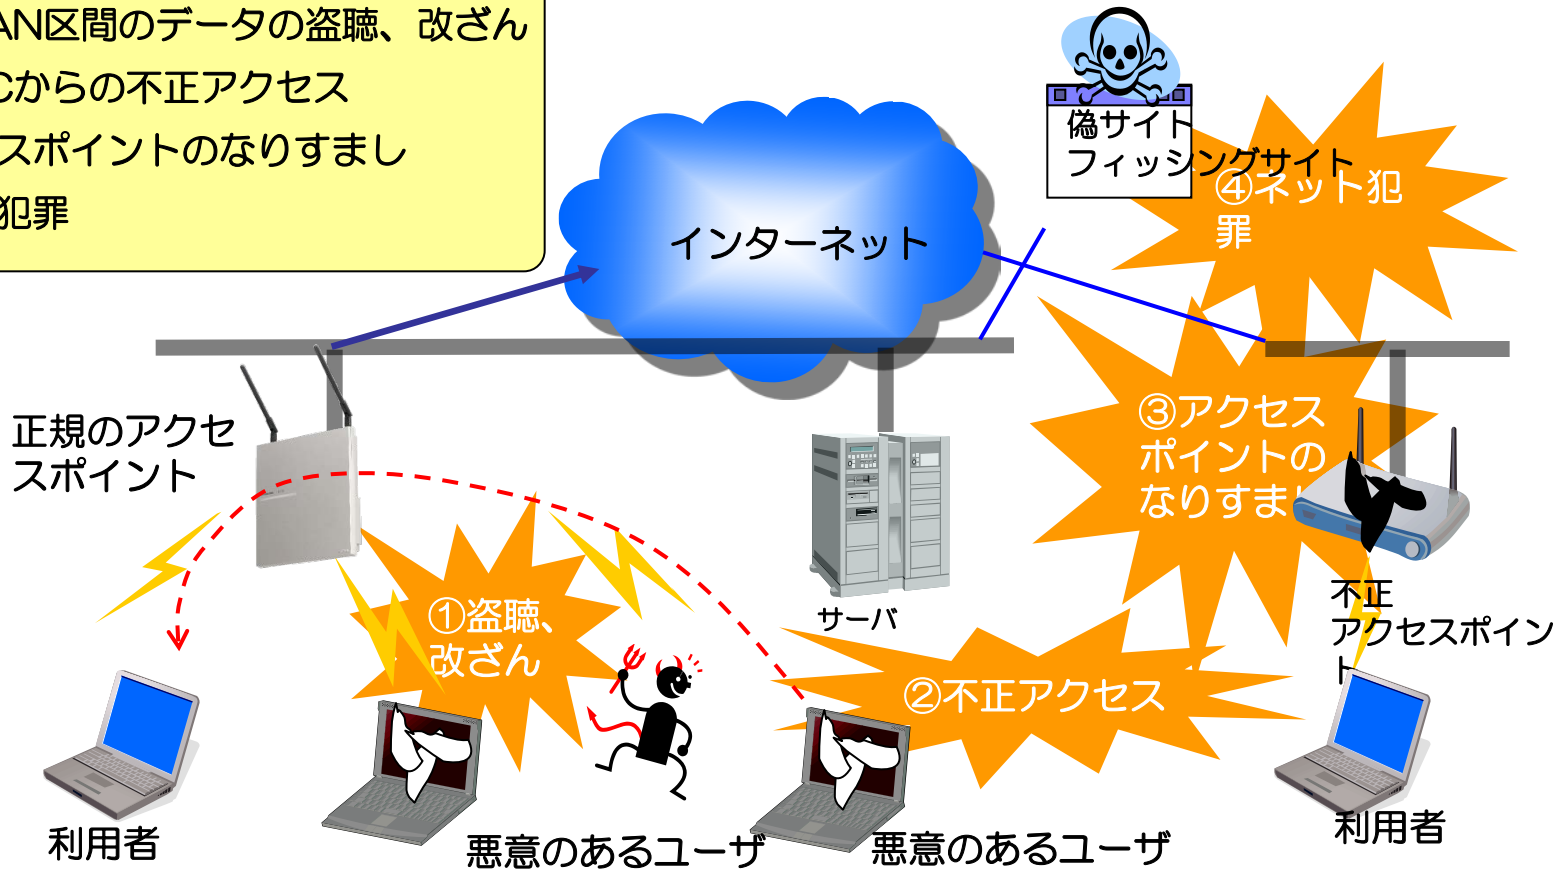 AN区間のデータの盗聴、改ざん
Cからの不正アクセス
スポイントのなりすまし
犯罪
偽サイト
フィッシングサイト
④ネット犯
罪
インターネット
正規のアクセ
スポイント
③アクセス
ポイントの
なりすまし
サーバ
不正
アクセスポイン
ト
①盗聴、
改ざん
②不正アクセス
利用者
悪意のあるユーザ
悪意のあるユーザ
利用者